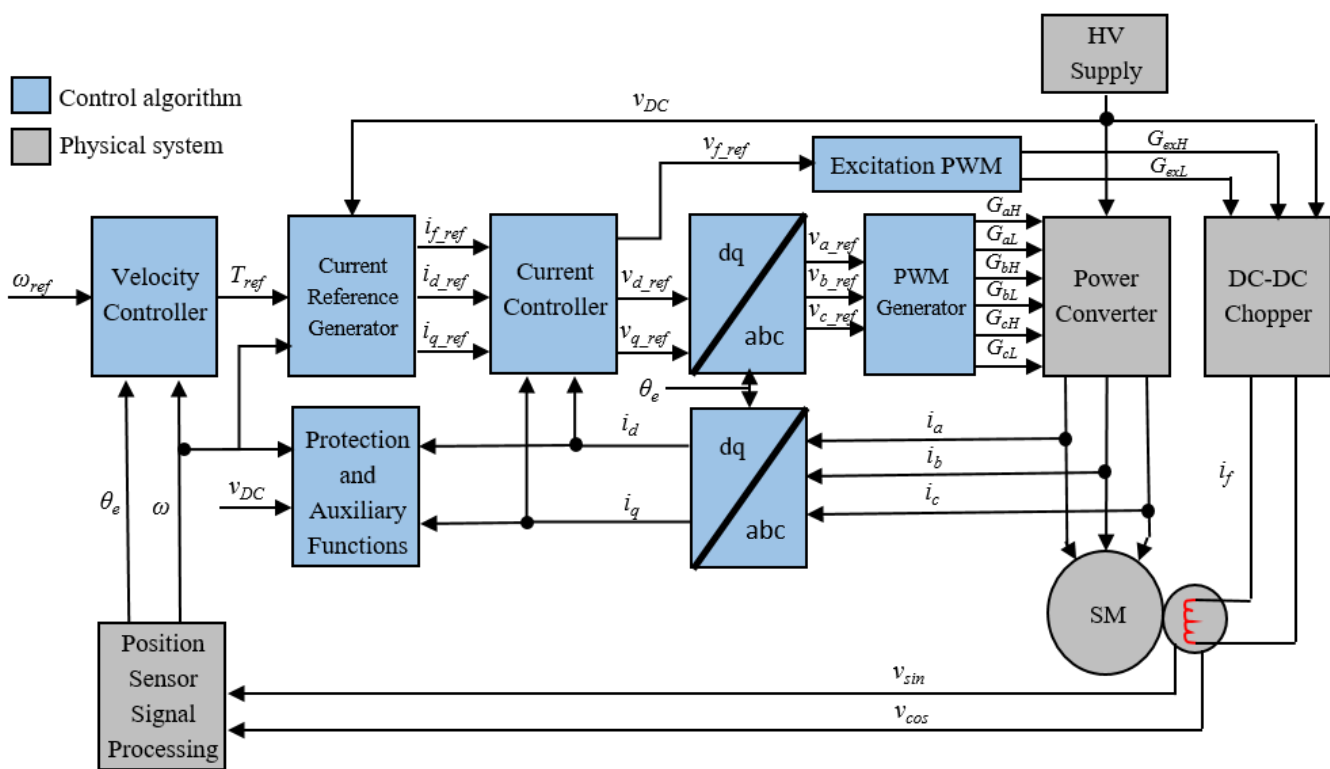 HV
Supply
Control algorithm
Physical system
v_DC
v_f_ref
Excitation PWM
G_exH
G_exL
ω_ref
Velocity
Controller
T_ref
Current
Reference
Generator
i_f_ref
i_d_ref
i_q_ref
Current
Controller
v_d_ref
v_q_ref
dq
abc
v_a_ref
v_b_ref
v_c_ref
PWM
Generator
G_aH
G_aL
G_bH
G_bL
G_cH
G_cL
Power
Converter
DC-DC
Chopper
θ_e
Protection
and
Auxiliary
Functions
i_d
i_q
dq
abc
i_a
i_b
i_c
i_f
θ_e
ω
v_DC
SM
Position
Sensor
Signal
Processing
v_sin
v_cos